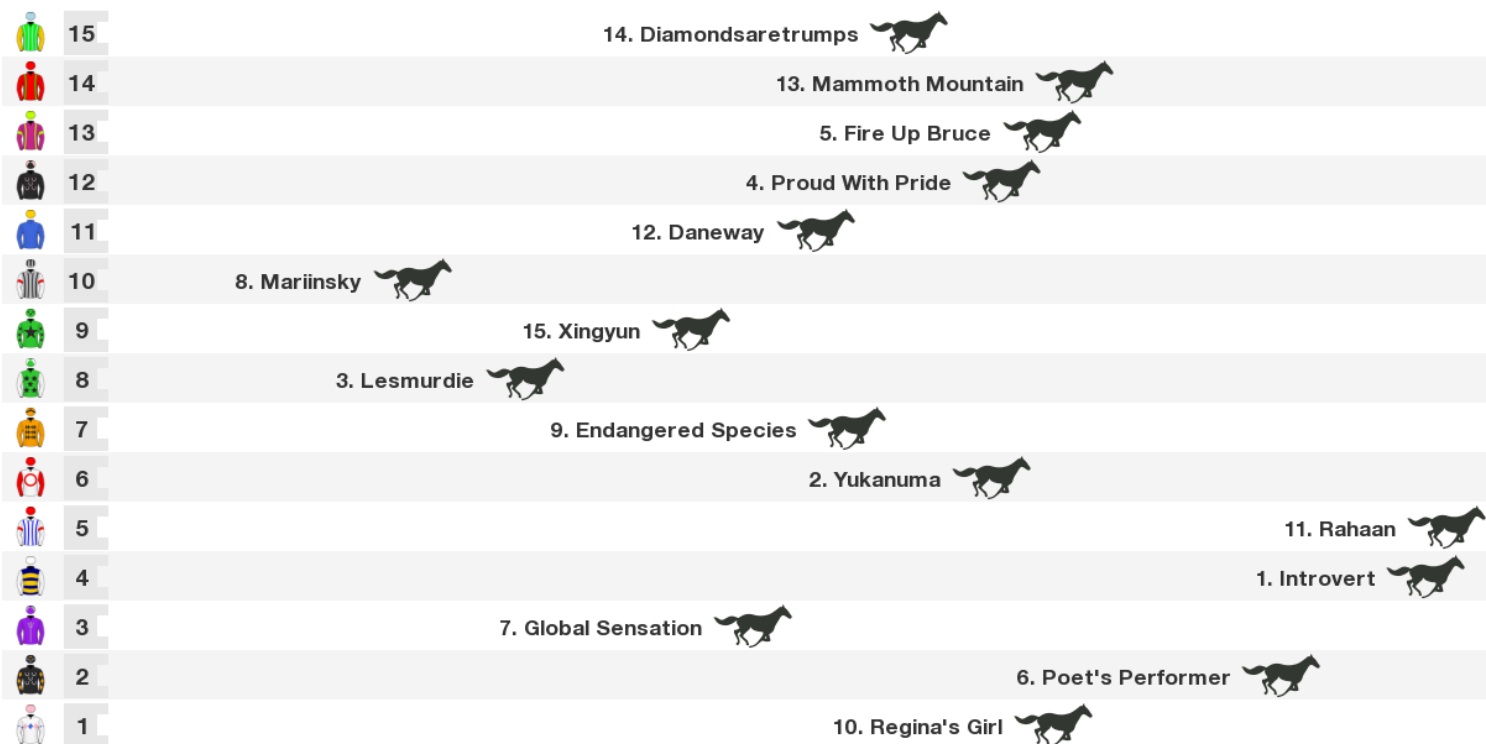 15 14. Diamondsaretrumps
14 13. Mammoth Mountain
13 5. Fire Up Bruce
12 4. Proud With Pride
11 12. Daneway
10 8. Mariinsky
9 15. Xingyun
8 3. Lesmurdie
7 9. Endangered Species
6 2. Yukanuma
5 11. Rahaan
4 1. Introvert
3 7. Global Sensation
2 6. Poet's Performer
1 10. Regina's Girl